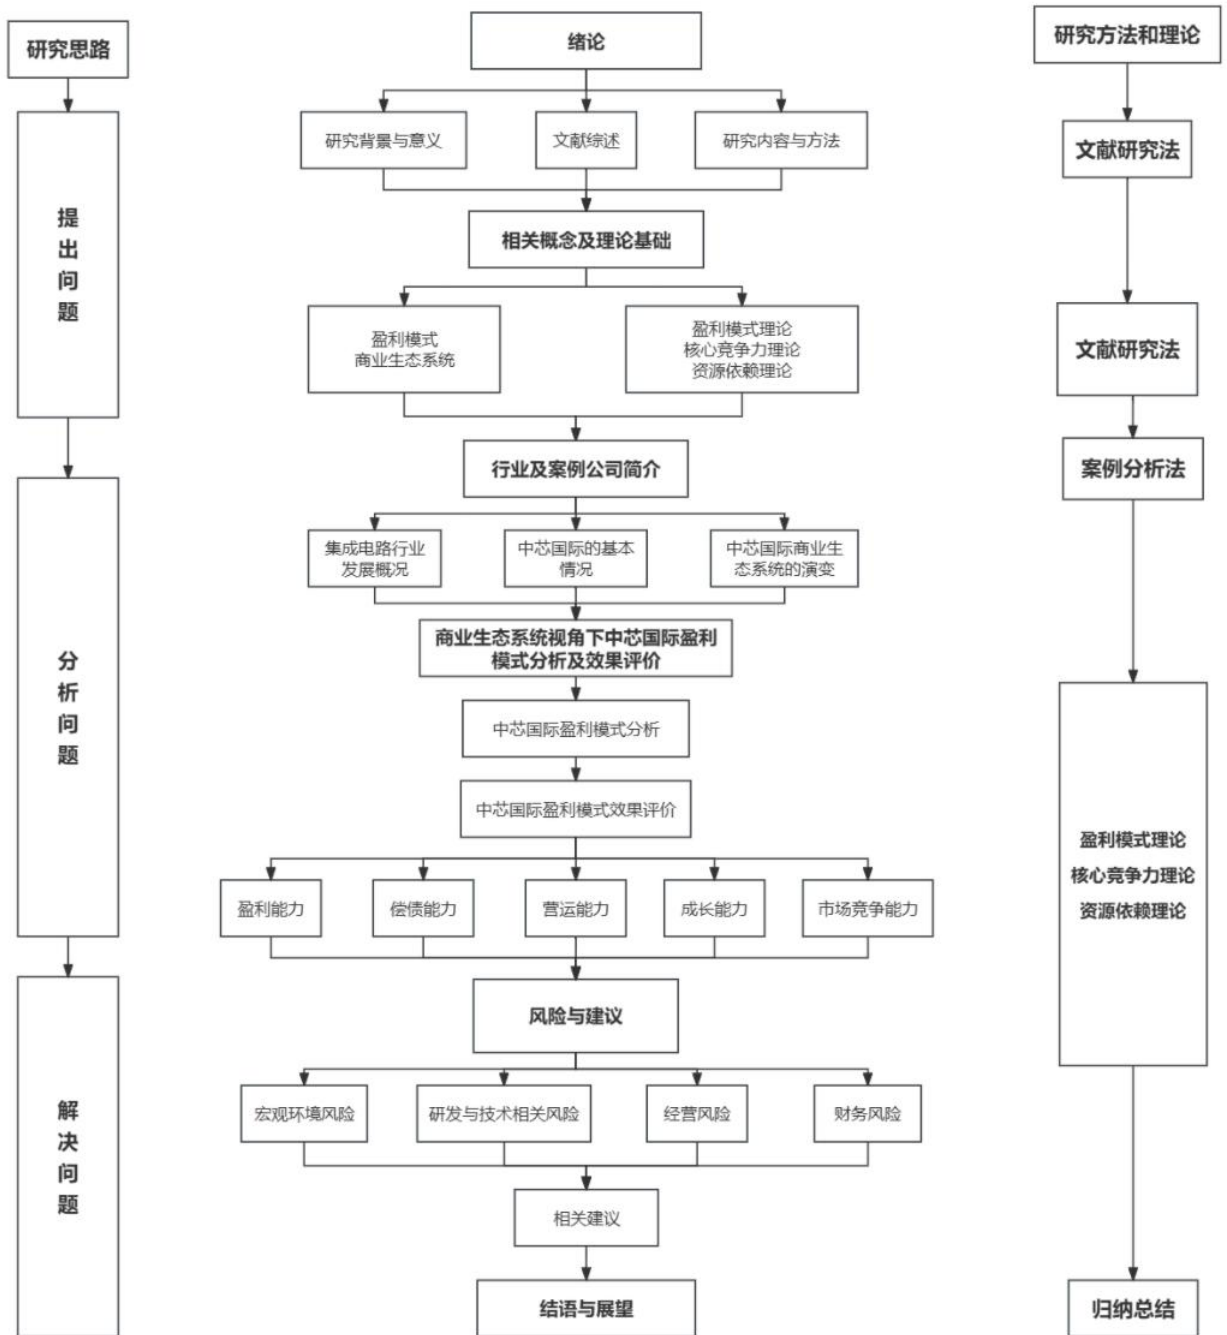 研究思路
提
出
问
题
分
析
问
题
解
决
问
题
绪论
研究背景与意义
文献综述
研究内容与方法
相关概念及理论基础
盈利模式
商业生态系统
盈利模式理论
核心竞争力理论
资源依赖理论
行业及案例公司简介
集成电路行业
发展概况
中芯国际的基本
情况
中芯国际商业生
态系统的演变
商业生态系统视角下中芯国际盈利
模式分析及效果评价
中芯国际盈利模式分析
中芯国际盈利模式效果评价
盈利能力
偿债能力
营运能力
成长能力
市场竞争能力
风险与建议
宏观环境风险
研发与技术相关风险
经营风险
财务风险
相关建议
结语与展望
研究方法和理论
文献研究法
文献研究法
案例分析法
盈利模式理论
核心竞争力理论
资源依赖理论
归纳总结